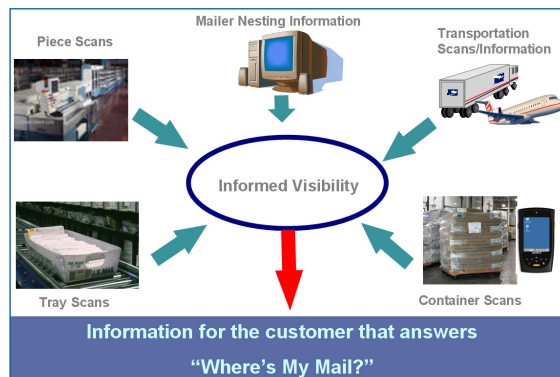 Mailer Nesting Information
Piece Scans
Transportation
Scans/Information
Informed Visibility
U.S. MAIL
Tray Scans
Container Scans
Information for the customer that answers
“Where’s My Mail?”